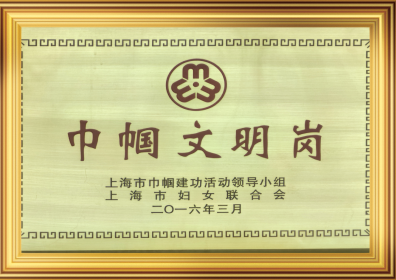 巾帼文明岗
上海市巾帼建功活动领导小组
上海市妇女联合会
二〇一六年三月